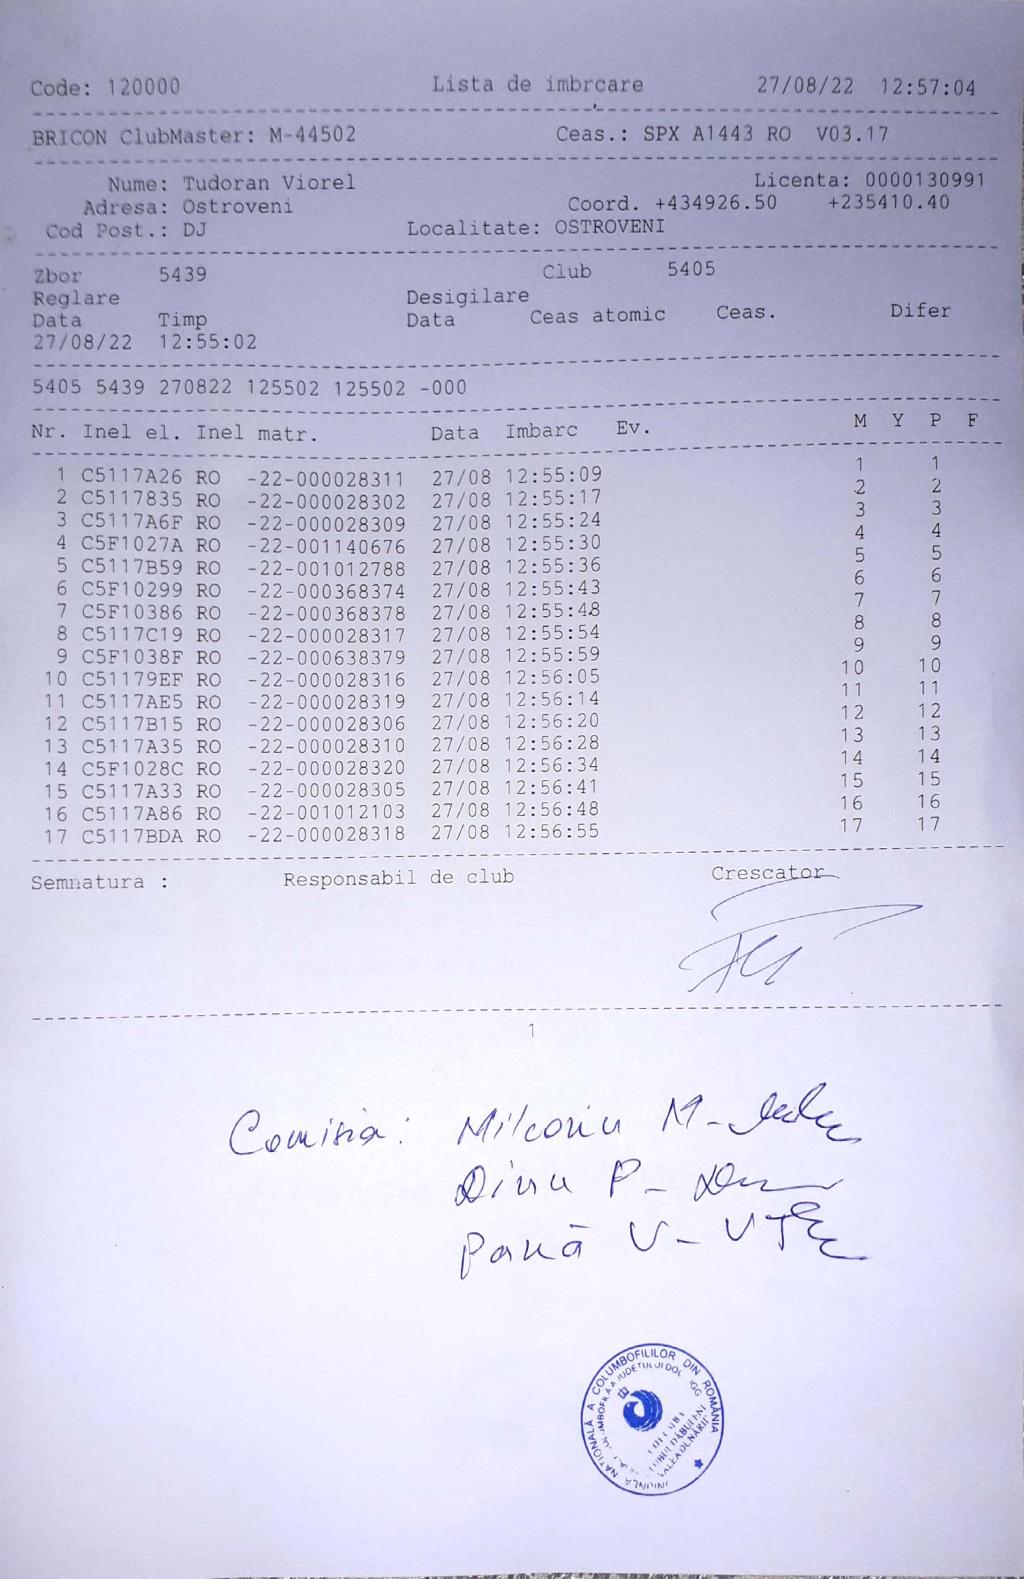 Code: 120000 Lista de imbrcare 27/08/22 12:57:04
BRICON ClubMaster: M-44502 Ceas.: SPX A1443 RO V03.17
Nume: Tudoran Viorel Licenta: 0000130991
Adresa: Ostroveni Coord. +434926.50 +235410.40
Cod Post.: DJ Localitate: OSTROVENI
Zbor 5439 Club 5405
Reglare Desigilare
Data Timp Data Ceas atomic Ceas. Difer
27/08/22 12:55:02
5405 5439 270822 125502 125502 -000
Nr. Inel el. Inel matr. Data Imbarc Ev. M Y P F
1 C5117A26 RO -22-000028311 27/08 12:55:09 1 1
2 C5117835 RO -22-000028302 27/08 12:55:17 2 2
3 C5117A6F RO -22-000028309 27/08 12:55:24 3 3
4 C5F1027A RO -22-001140676 27/08 12:55:30 4 4
5 C5117B59 RO -22-001012788 27/08 12:55:36 5 5
6 C5F10299 RO -22-000368374 27/08 12:55:43 6 6
7 C5F10386 RO -22-000368378 27/08 12:55:48 7 7
8 C5117C19 RO -22-000028317 27/08 12:55:54 8 8
9 C5F1038F RO -22-000638379 27/08 12:55:59 9 9
10 C51179EF RO -22-000028316 27/08 12:56:05 10 10
11 C5117AE5 RO -22-000028319 27/08 12:56:14 11 11
12 C5117B15 RO -22-000028306 27/08 12:56:20 12 12
13 C5117A35 RO -22-000028310 27/08 12:56:28 13 13
14 C5F1028C RO -22-000028320 27/08 12:56:34 14 14
15 C5117A33 RO -22-000028305 27/08 12:56:41 15 15
16 C5117A86 RO -22-001012103 27/08 12:56:48 16 16
17 C5117BDA RO -22-000028318 27/08 12:56:55 17 17
Semnatura : Responsabil de club Crescator
1
Comisia: Milcoviu M-
Dinu P-
Pană V-
UNIUNEA NAȚIONALĂ A COLUMBOFILILOR DIN ROMÂNIA
JUDETULUI DOLJ
VALEA DUNĂRII